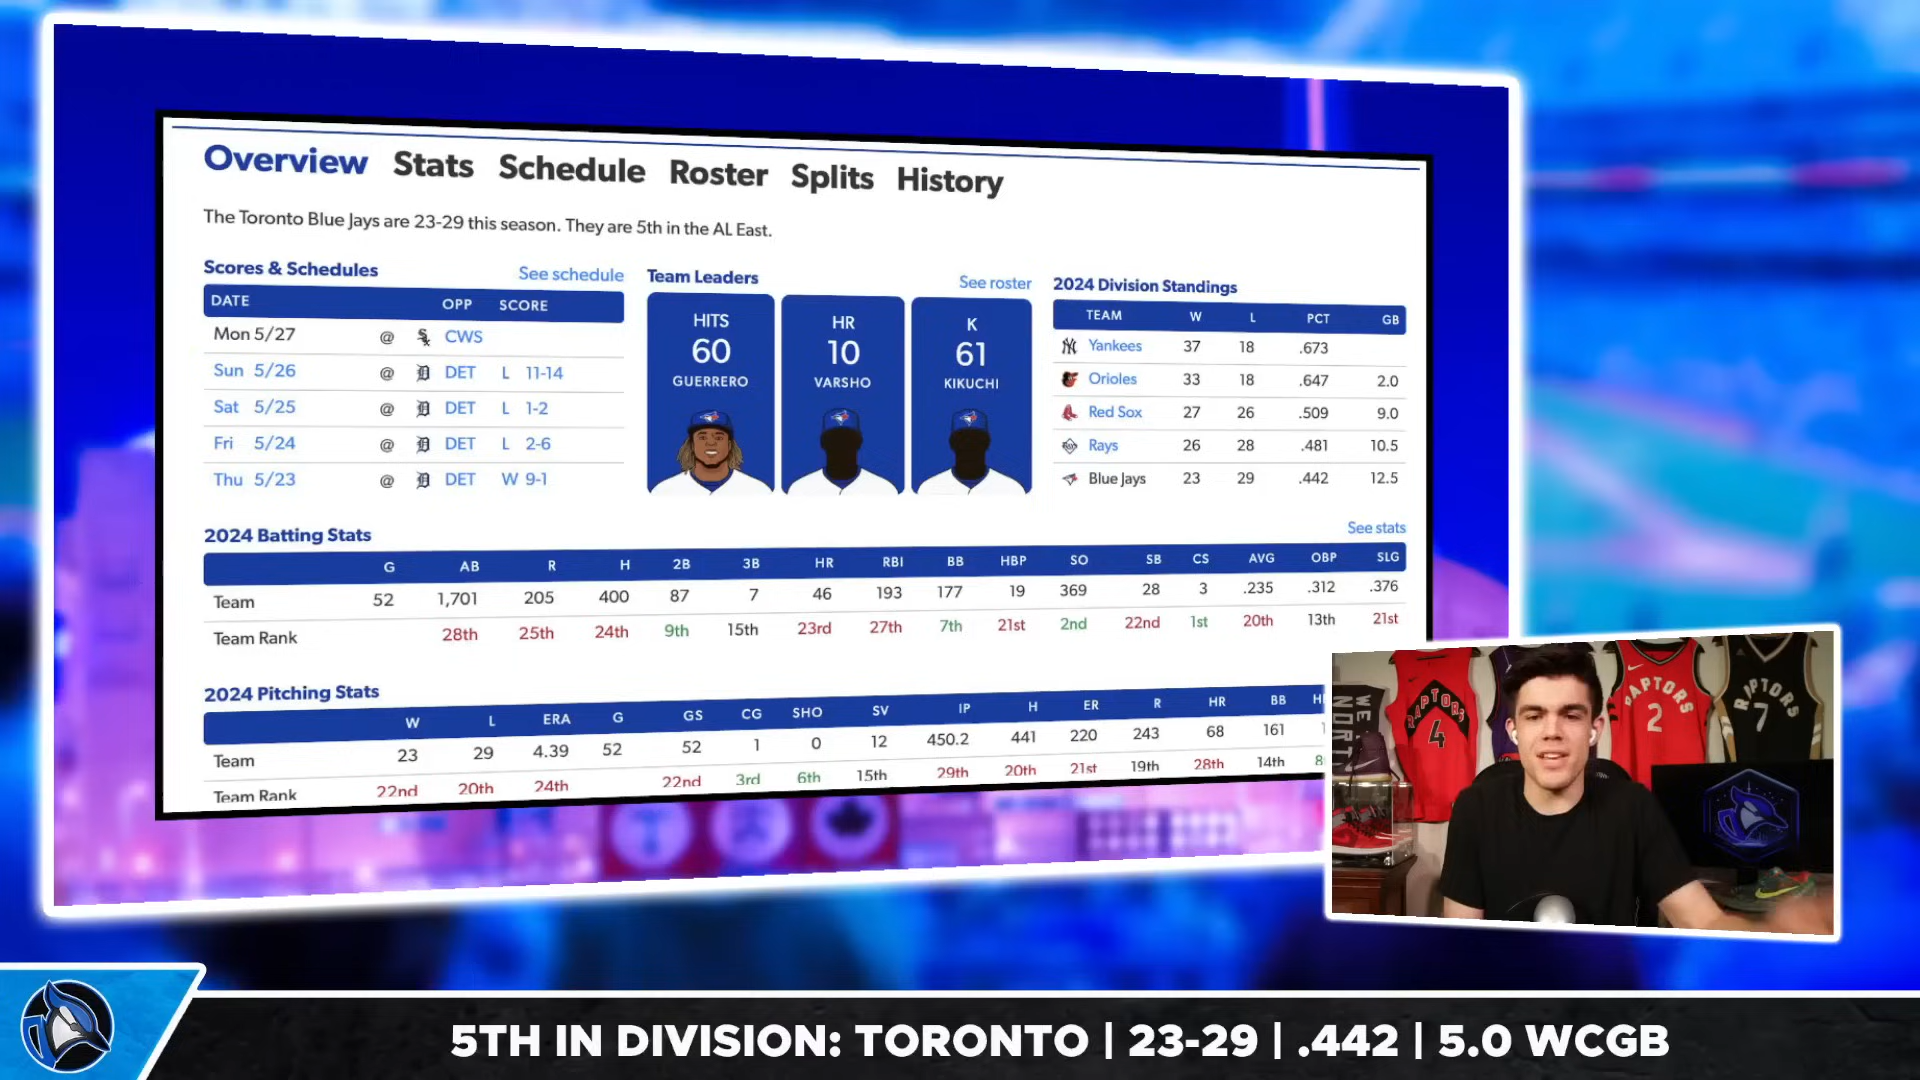 Overview Stats Schedule Roster Splits History
The Toronto Blue Jays are 23-29 this season. They are 5th in the AL East.
Scores & Schedules See schedule
DATE OPP SCORE
Mon 5/27 @ CWS
Sun 5/26 @ DET L 11-14
Sat 5/25 @ DET L 1-2
Fri 5/24 @ DET L 2-6
Thu 5/23 @ DET W 9-1
Team Leaders See roster
HITS
60
GUERRERO
HR
10
VARSHO
K
61
KIKUCHI
2024 Division Standings
TEAM W L PCT GB
Yankees 37 18 .673
Orioles 33 18 .647 2.0
Red Sox 27 26 .509 9.0
Rays 26 28 .481 10.5
Blue Jays 23 29 .442 12.5
2024 Batting Stats See stats
G AB R H 2B 3B HR RBI BB HBP SO SB CS AVG OBP SLG
Team 52 1,701 205 400 87 7 46 193 177 19 369 28 3 .235 .312 .376
Team Rank 28th 25th 24th 9th 15th 23rd 27th 7th 21st 2nd 22nd 1st 20th 13th 21st
2024 Pitching Stats
W L ERA G GS CG SHO SV IP H ER R HR BB
Team 23 29 4.39 52 52 1 0 12 450.2 441 220 243 68 161
Team Rank 22nd 20th 24th 22nd 3rd 6th 15th 29th 20th 21st 19th 28th 14th
WE
NORTH
RAPTORS
4
RAPTORS
2
RAPTORS
7
5TH IN DIVISION: TORONTO | 23-29 | .442 | 5.0 WCGB